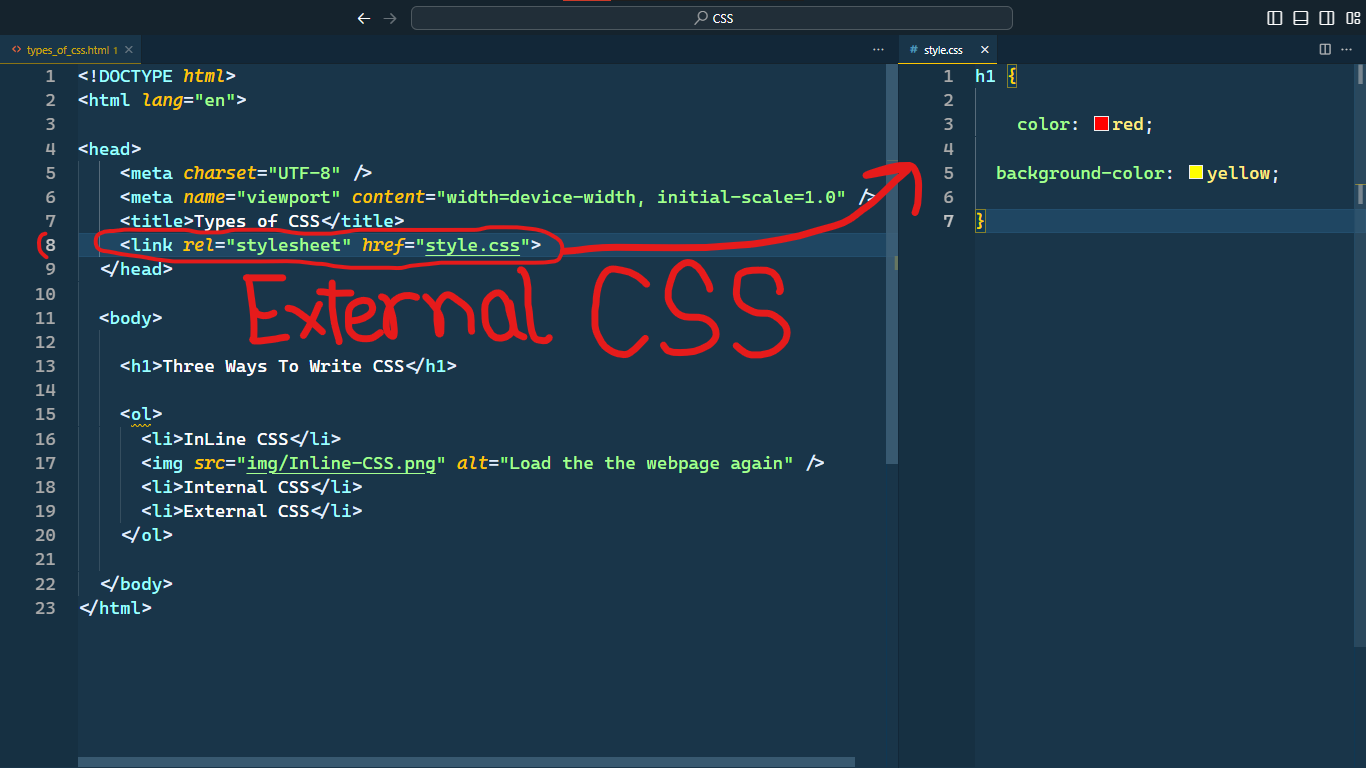 CSS
types_of_css.html 1
style.css
1 <!DOCTYPE html>
2 <html lang="en">
3
4 <head>
5 <meta charset="UTF-8" />
6 <meta name="viewport" content="width=device-width, initial-scale=1.0" />
7 <title>Types of CSS</title>
8 <link rel="stylesheet" href="style.css">
9 </head>
External CSS
10
11 <body>
12
13 <h1>Three Ways To Write CSS</h1>
14
15 <ol>
16 <li>InLine CSS</li>
17 <img src="img/Inline-CSS.png" alt="Load the the webpage again" />
18 <li>Internal CSS</li>
19 <li>External CSS</li>
20 </ol>
21
22 </body>
23 </html>
1 h1 {
2
3 color: red;
4
5 background-color: yellow;
6
7 }